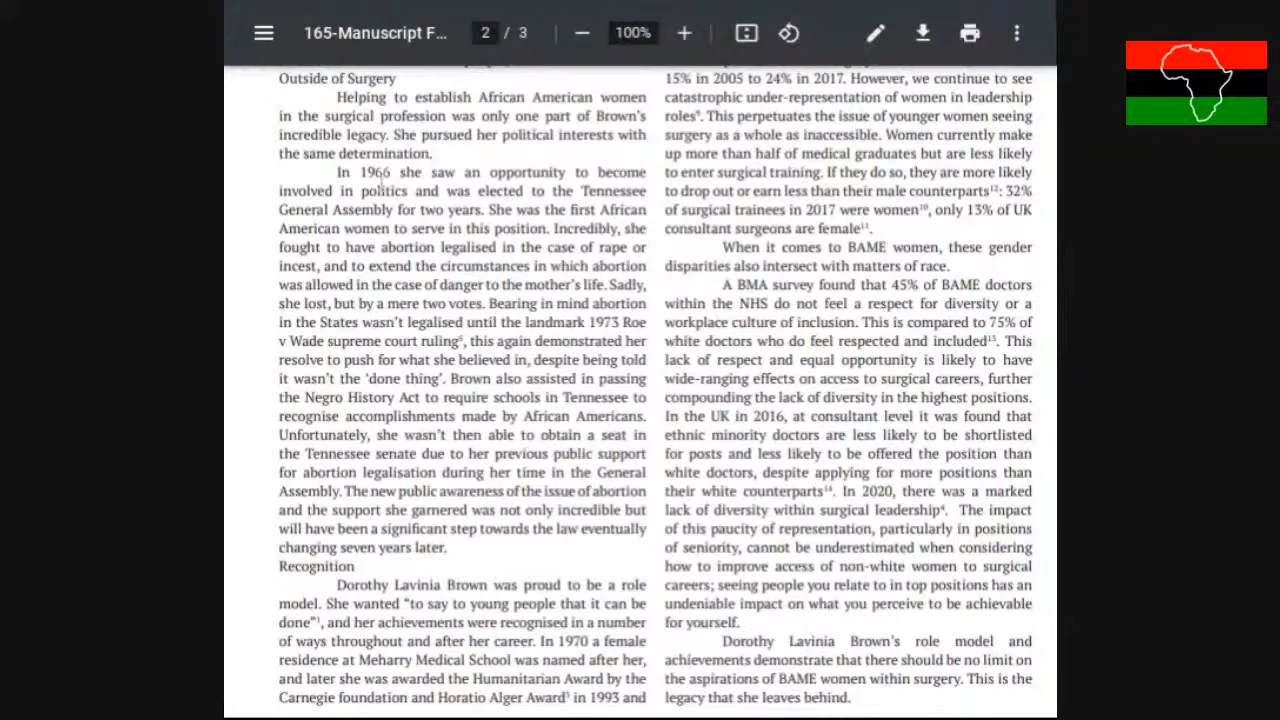 165-Manuscript F...
2 / 3
100%
Outside of Surgery
Helping to establish African American women
in the surgical profession was only one part of Brown's
incredible legacy. She pursued her political interests with
the same determination.
In 1966 she saw an opportunity to become
involved in politics and was elected to the Tennessee
General Assembly for two years. She was the first African
American women to serve in this position. Incredibly, she
fought to have abortion legalised in the case of rape or
incest, and to extend the circumstances in which abortion
was allowed in the case of danger to the mother's life. Sadly,
she lost, but by a mere two votes. Bearing in mind abortion
in the States wasn't legalised until the landmark 1973 Roe
v Wade supreme court ruling, this again demonstrated her
resolve to push for what she believed in, despite being told
it wasn't the 'done thing'. Brown also assisted in passing
the Negro History Act to require schools in Tennessee to
recognise accomplishments made by African Americans.
Unfortunately, she wasn't then able to obtain a seat in
the Tennessee senate due to her previous public support
for abortion legalisation during her time in the General
Assembly. The new public awareness of the issue of abortion
and the support she garnered was not only incredible but
will have been a significant step towards the law eventually
changing seven years later.
Recognition
Dorothy Lavinia Brown was proud to be a role
model. She wanted "to say to young people that it can be
done"¹, and her achievements were recognised in a number
of ways throughout and after her career. In 1970 a female
residence at Meharry Medical School was named after her,
and later she was awarded the Humanitarian Award by the
Carnegie foundation and Horatio Alger Award in 1993 and
15% in 2005 to 24% in 2017. However, we continue to see
catastrophic under-representation of women in leadership
roles⁹. This perpetuates the issue of younger women seeing
surgery as a whole as inaccessible. Women currently make
up more than half of medical graduates but are less likely
to enter surgical training. If they do so, they are more likely
to drop out or earn less than their male counterparts¹²: 32%
of surgical trainees in 2017 were women¹⁰, only 13% of UK
consultant surgeons are female¹¹.
When it comes to BAME women, these gender
disparities also intersect with matters of race.
A BMA survey found that 45% of BAME doctors
within the NHS do not feel a respect for diversity or a
workplace culture of inclusion. This is compared to 75% of
white doctors who do feel respected and included¹³. This
lack of respect and equal opportunity is likely to have
wide-ranging effects on access to surgical careers, further
compounding the lack of diversity in the highest positions.
In the UK in 2016, at consultant level it was found that
ethnic minority doctors are less likely to be shortlisted
for posts and less likely to be offered the position than
white doctors, despite applying for more positions than
their white counterparts¹⁴. In 2020, there was a marked
lack of diversity within surgical leadership⁴. The impact
of this paucity of representation, particularly in positions
of seniority, cannot be underestimated when considering
how to improve access of non-white women to surgical
careers; seeing people you relate to in top positions has an
undeniable impact on what you perceive to be achievable
for yourself.
Dorothy Lavinia Brown's role model and
achievements demonstrate that there should be no limit on
the aspirations of BAME women within surgery. This is the
legacy that she leaves behind.